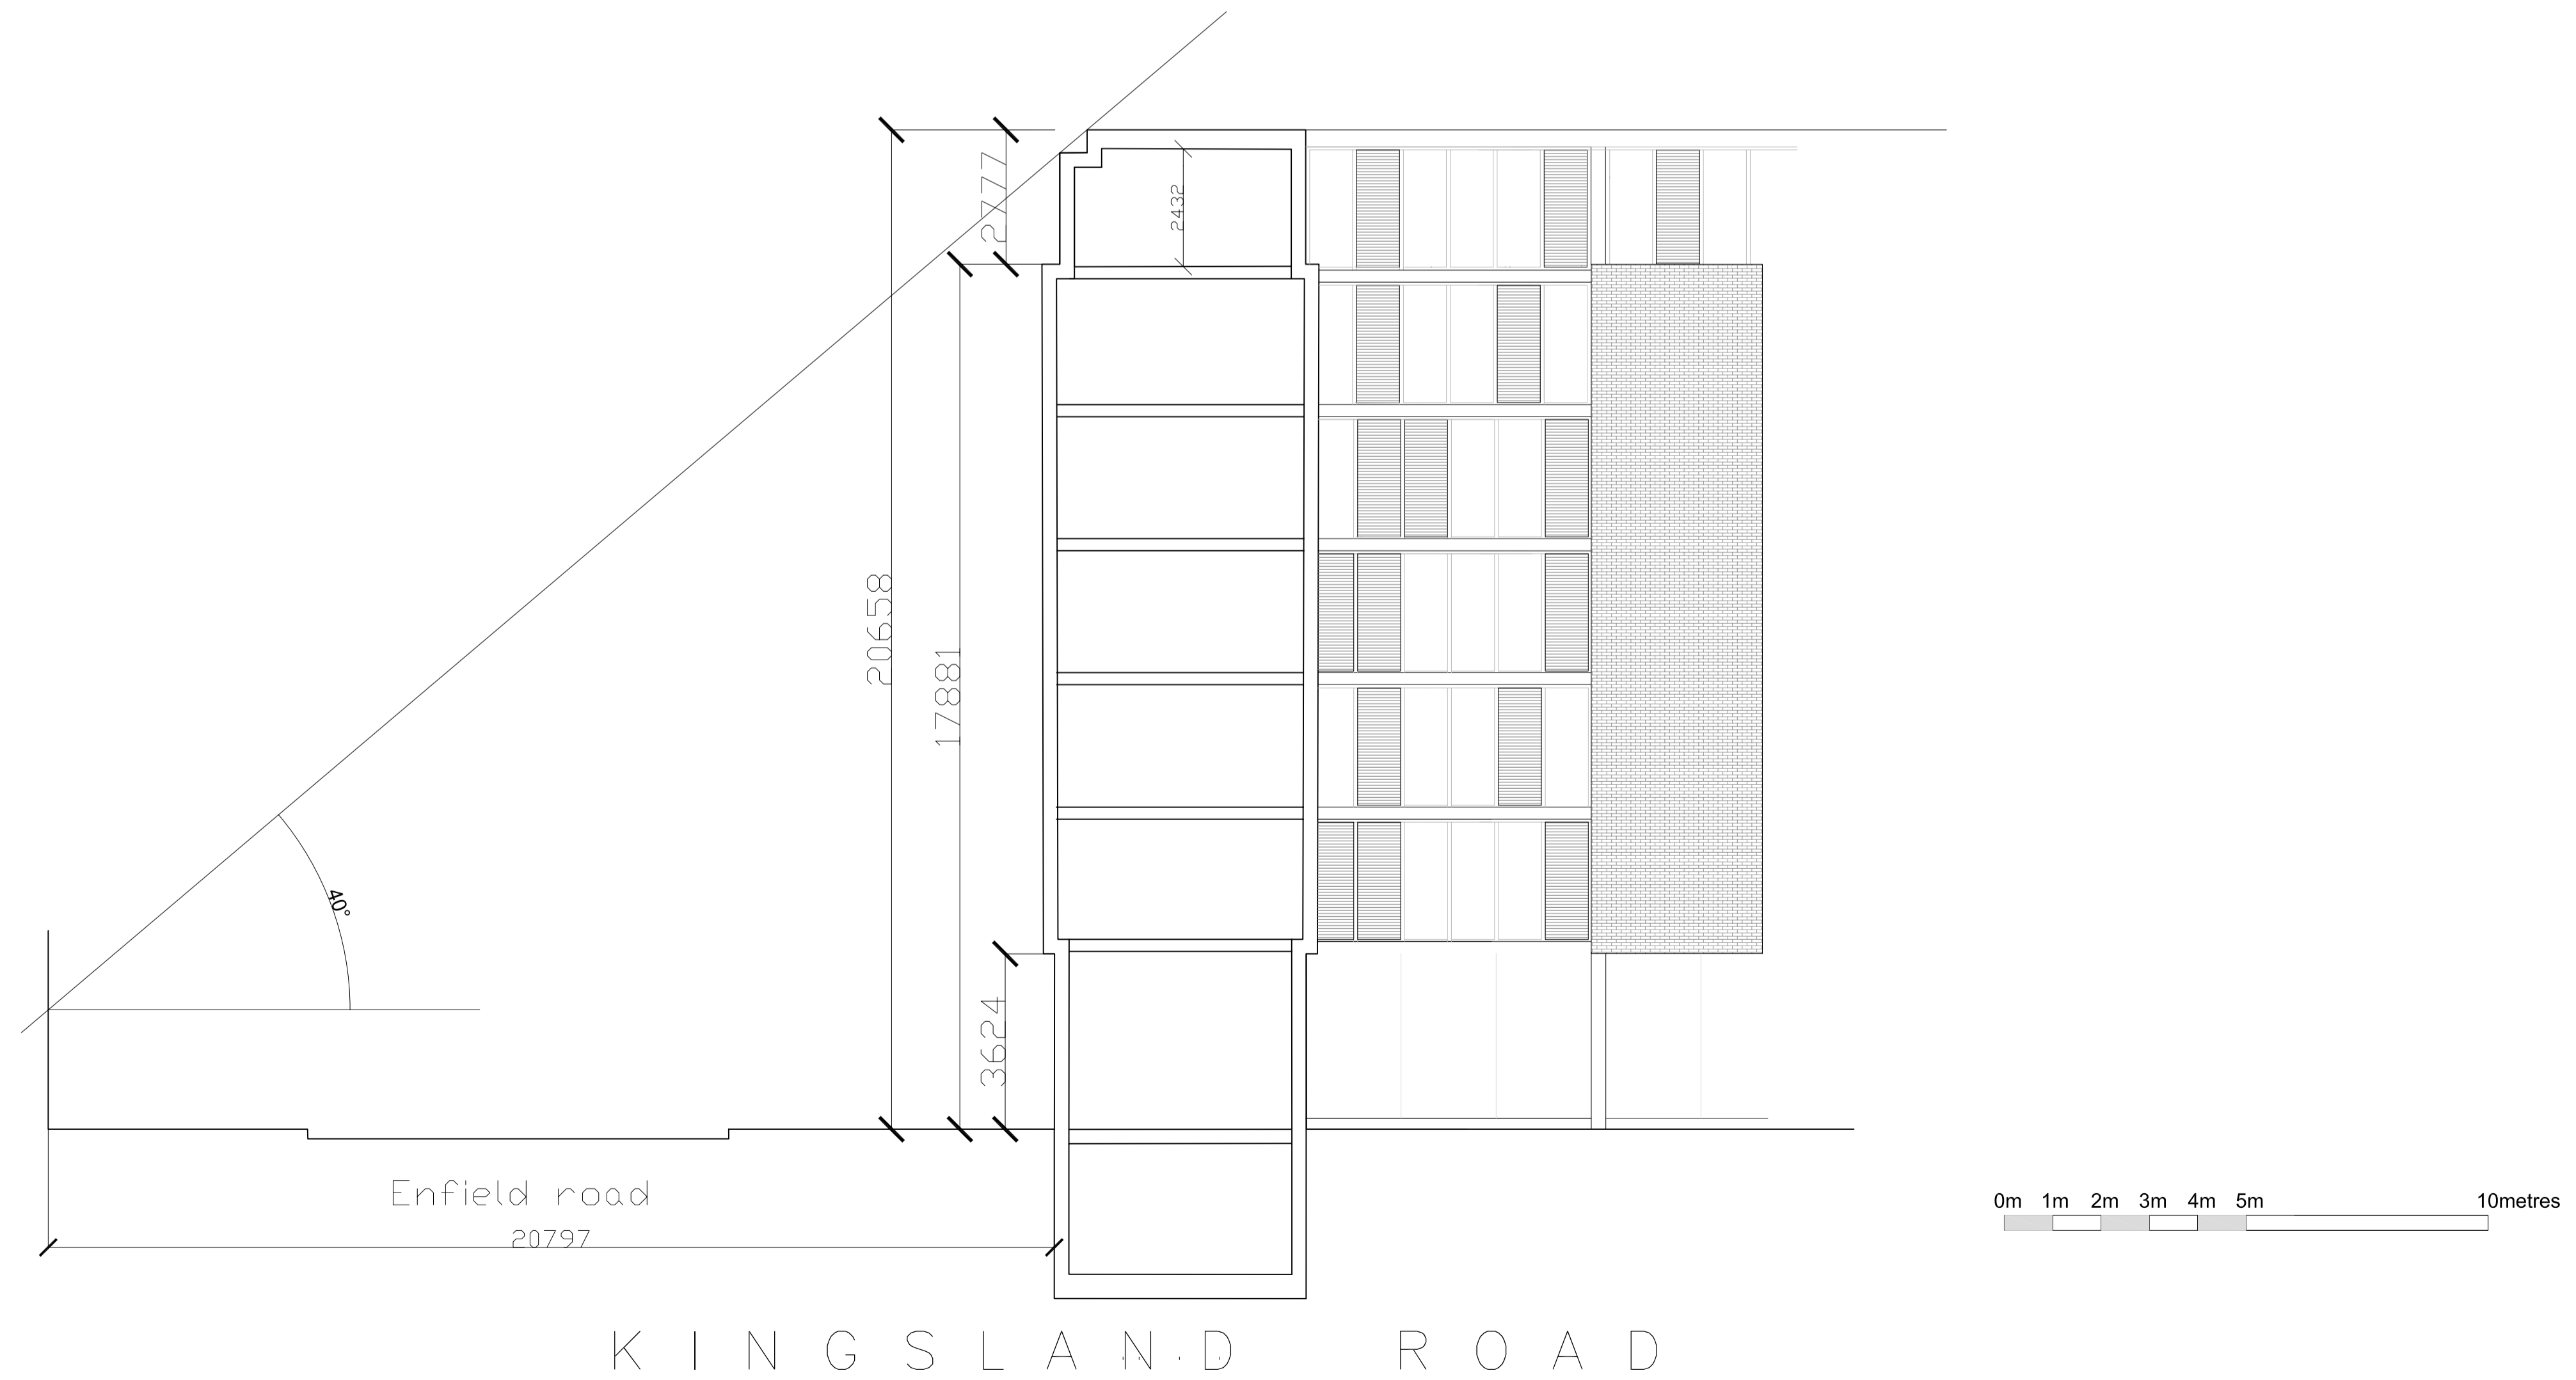 2777
2432
20658
17881
40°
3624
Enfield road
20797
0m 1m 2m 3m 4m 5m 10metres
KINGSLAND ROAD